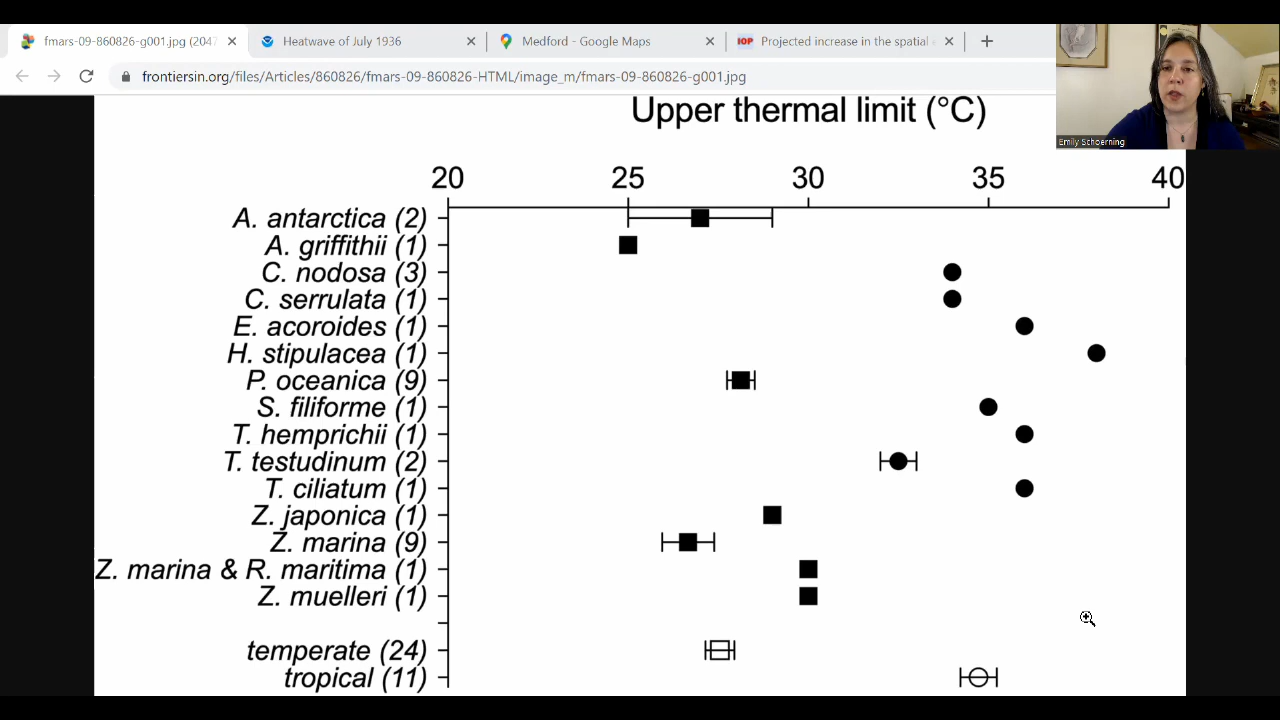 fmars-09-860826-g001.jpg (2047
Heatwave of July 1936
Medford - Google Maps
IOP
Projected increase in the spatial
frontiersin.org/files/Articles/860826/fmars-09-860826-HTML/image_m/fmars-09-860826-g001.jpg
Emily Schoerning
Upper thermal limit (°C)
20 25 30 35 40
A. antarctica (2)
A. griffithii (1)
C. nodosa (3)
C. serrulata (1)
E. acoroides (1)
H. stipulacea (1)
P. oceanica (9)
S. filiforme (1)
T. hemprichii (1)
T. testudinum (2)
T. ciliatum (1)
Z. japonica (1)
Z. marina (9)
Z. marina & R. maritima (1)
Z. muelleri (1)
temperate (24)
tropical (11)